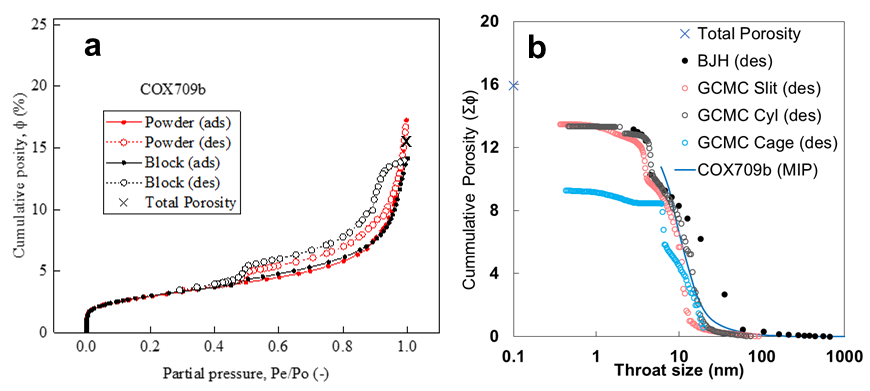 a
COX709b
Powder (ads)
Powder (des)
Block (ads)
Block (des)
Total Porosity
Cumulative posity, ϕ (%)
25
20
15
10
5
0
0.0 0.2 0.4 0.6 0.8 1.0
Partial pressure, Pe/Po (-)
b
Total Porosity
BJH (des)
GCMC Slit (des)
GCMC Cyl (des)
GCMC Cage (des)
COX709b (MIP)
Cummulative Porosity (Σϕ)
20
16
12
8
4
0
0.1 1 10 100 1000
Throat size (nm)